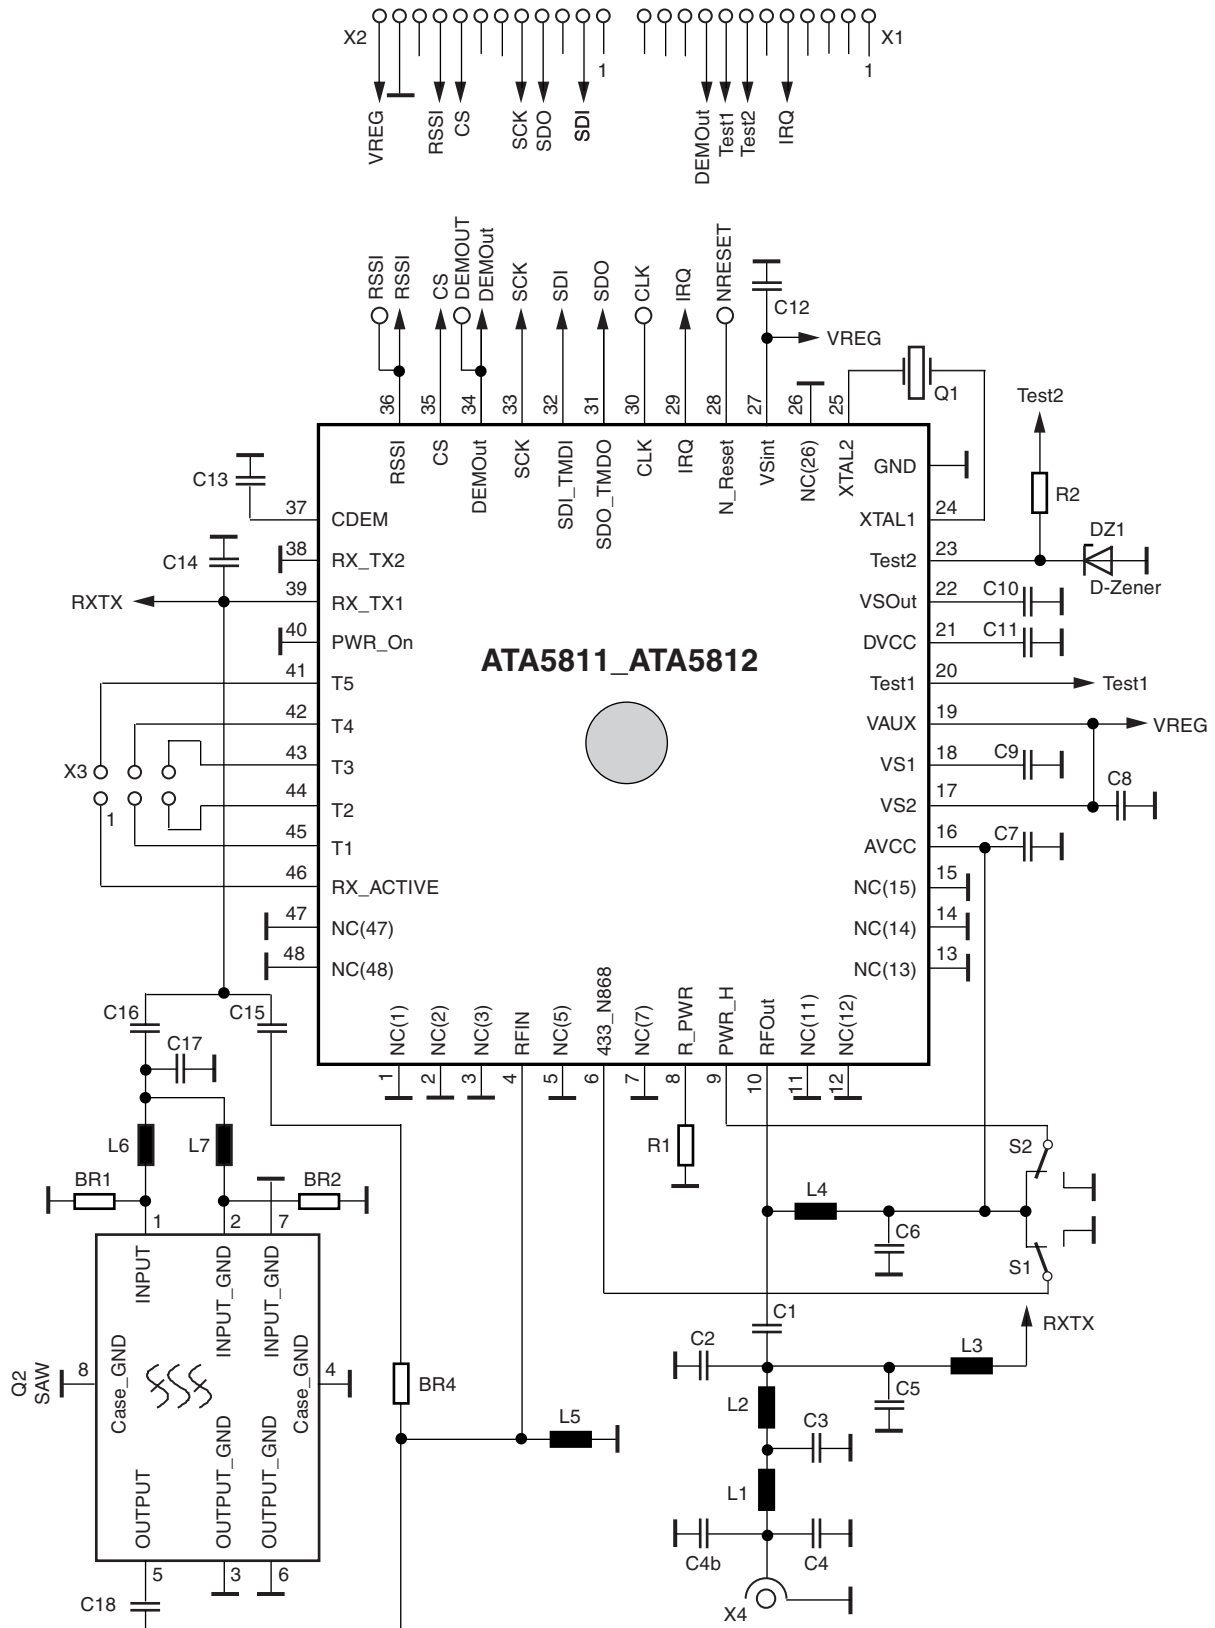 X2
X1
1
1
VREG
RSSI
CS
SCK
SDO
SDI
DEMOut
Test1
Test2
IRQ
RSSI
RSSI
CS
DEMOUT
DEMOut
SCK
SDI
SDO
CLK
IRQ
NRESET
C12
VREG
Q1
36
35
34
33
32
31
30
29
28
27
26
25
RSSI
CS
DEMOut
SCK
SDI_TMDI
SDO_TMDO
CLK
IRQ
N_Reset
VSint
NC(26)
XTAL2
GND
Test2
R2
C13
37
CDEM
XTAL1
24
DZ1
D-Zener
C14
38
RX_TX2
Test2
23
RXTX
39
RX_TX1
VSOut
22
C10
40
PWR_On
DVCC
21
C11
ATA5811_ATA5812
41
T5
Test1
20
Test1
42
T4
VAUX
19
VREG
X3
43
T3
VS1
18
C9
C8
1
44
T2
VS2
17
45
T1
AVCC
16
C7
46
RX_ACTIVE
NC(15)
15
47
NC(47)
NC(14)
14
48
NC(48)
NC(13)
13
C16
C15
C17
NC(1)
NC(2)
NC(3)
RFIN
NC(5)
433_N868
NC(7)
R_PWR
PWR_H
RFOut
NC(11)
NC(12)
1
2
3
4
5
6
7
8
9
10
11
12
L6
L7
R1
S2
BR1
BR2
L4
C6
S1
1
2
7
INPUT
INPUT_GND
INPUT_GND
C1
RXTX
C2
L3
Q2
SAW
8
Case_GND
Case_GND
4
BR4
C5
L2
L5
C3
L1
OUTPUT
OUTPUT_GND
OUTPUT_GND
C4b
C4
5
3
6
C18
X4